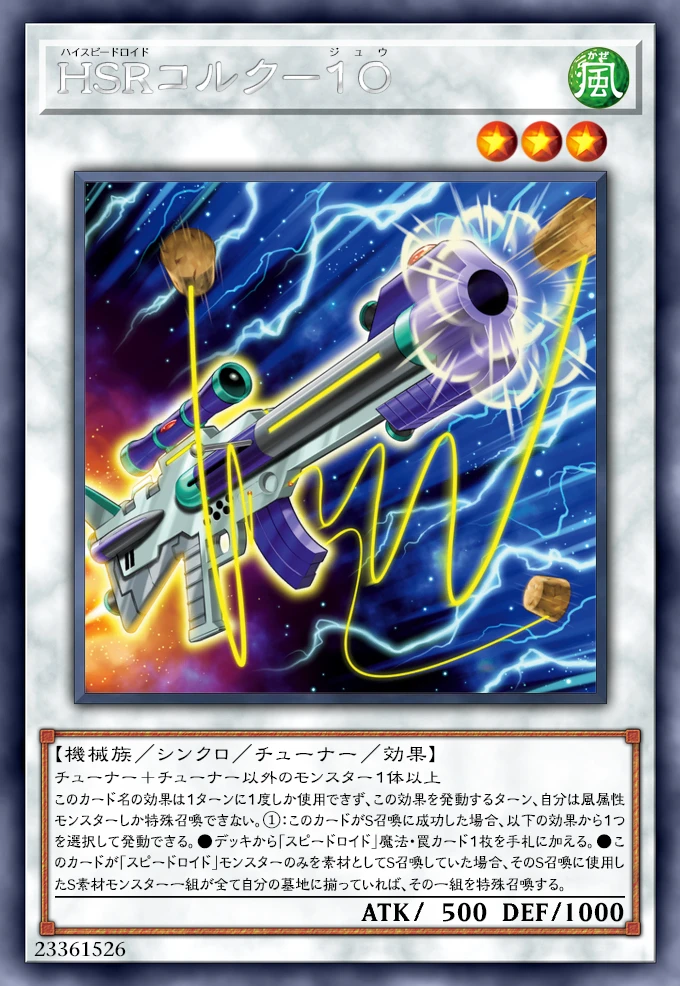 ハイスピードロイド ジュウ
HSRコルク－１０
かぜ
風
【機械族／シンクロ／チューナー／効果】
チューナー＋チューナー以外のモンスター１体以上
このカード名の効果は１ターンに１度しか使用できず、この効果を発動するターン、自分は風属性
モンスターしか特殊召喚できない。①：このカードがS召喚に成功した場合、以下の効果から１つ
を選択して発動できる。●デッキから「スピードロイド」魔法・罠カード１枚を手札に加える。●こ
のカードが「スピードロイド」モンスターのみを素材としてS召喚していた場合、そのS召喚に使用し
たS素材モンスター一組が全て自分の墓地に揃っていれば、その一組を特殊召喚する。
ATK/ 500 DEF/1000
23361526